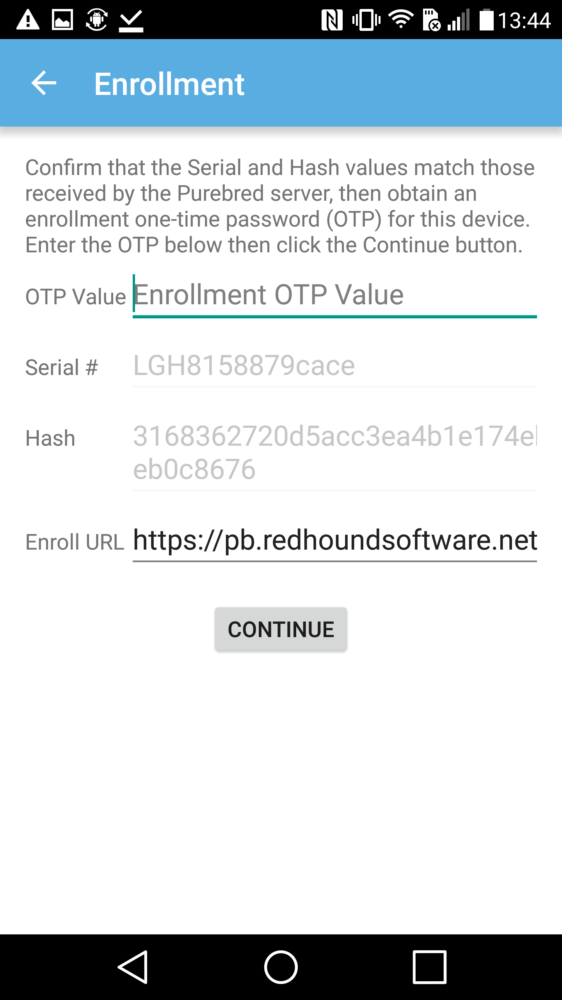 13:44
Enrollment
Confirm that the Serial and Hash values match those
received by the Purebred server, then obtain an
enrollment one-time password (OTP) for this device.
Enter the OTP below then click the Continue button.
OTP Value Enrollment OTP Value
Serial # LGH8158879cace
Hash 3168362720d5acc3ea4b1e174e
eb0c8676
Enroll URL https://pb.redhoundsoftware.net
CONTINUE